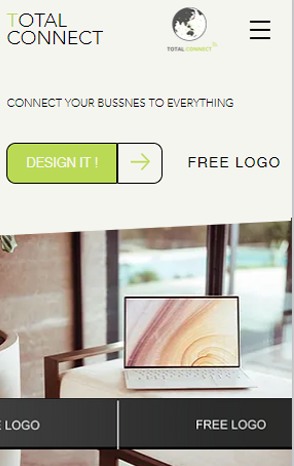 TOTAL
CONNECT
TOTAL CONNECT
CONNECT YOUR BUSSNES TO EVERYTHING
DESIGN IT !
FREE LOGO
E LOGO
FREE LOGO